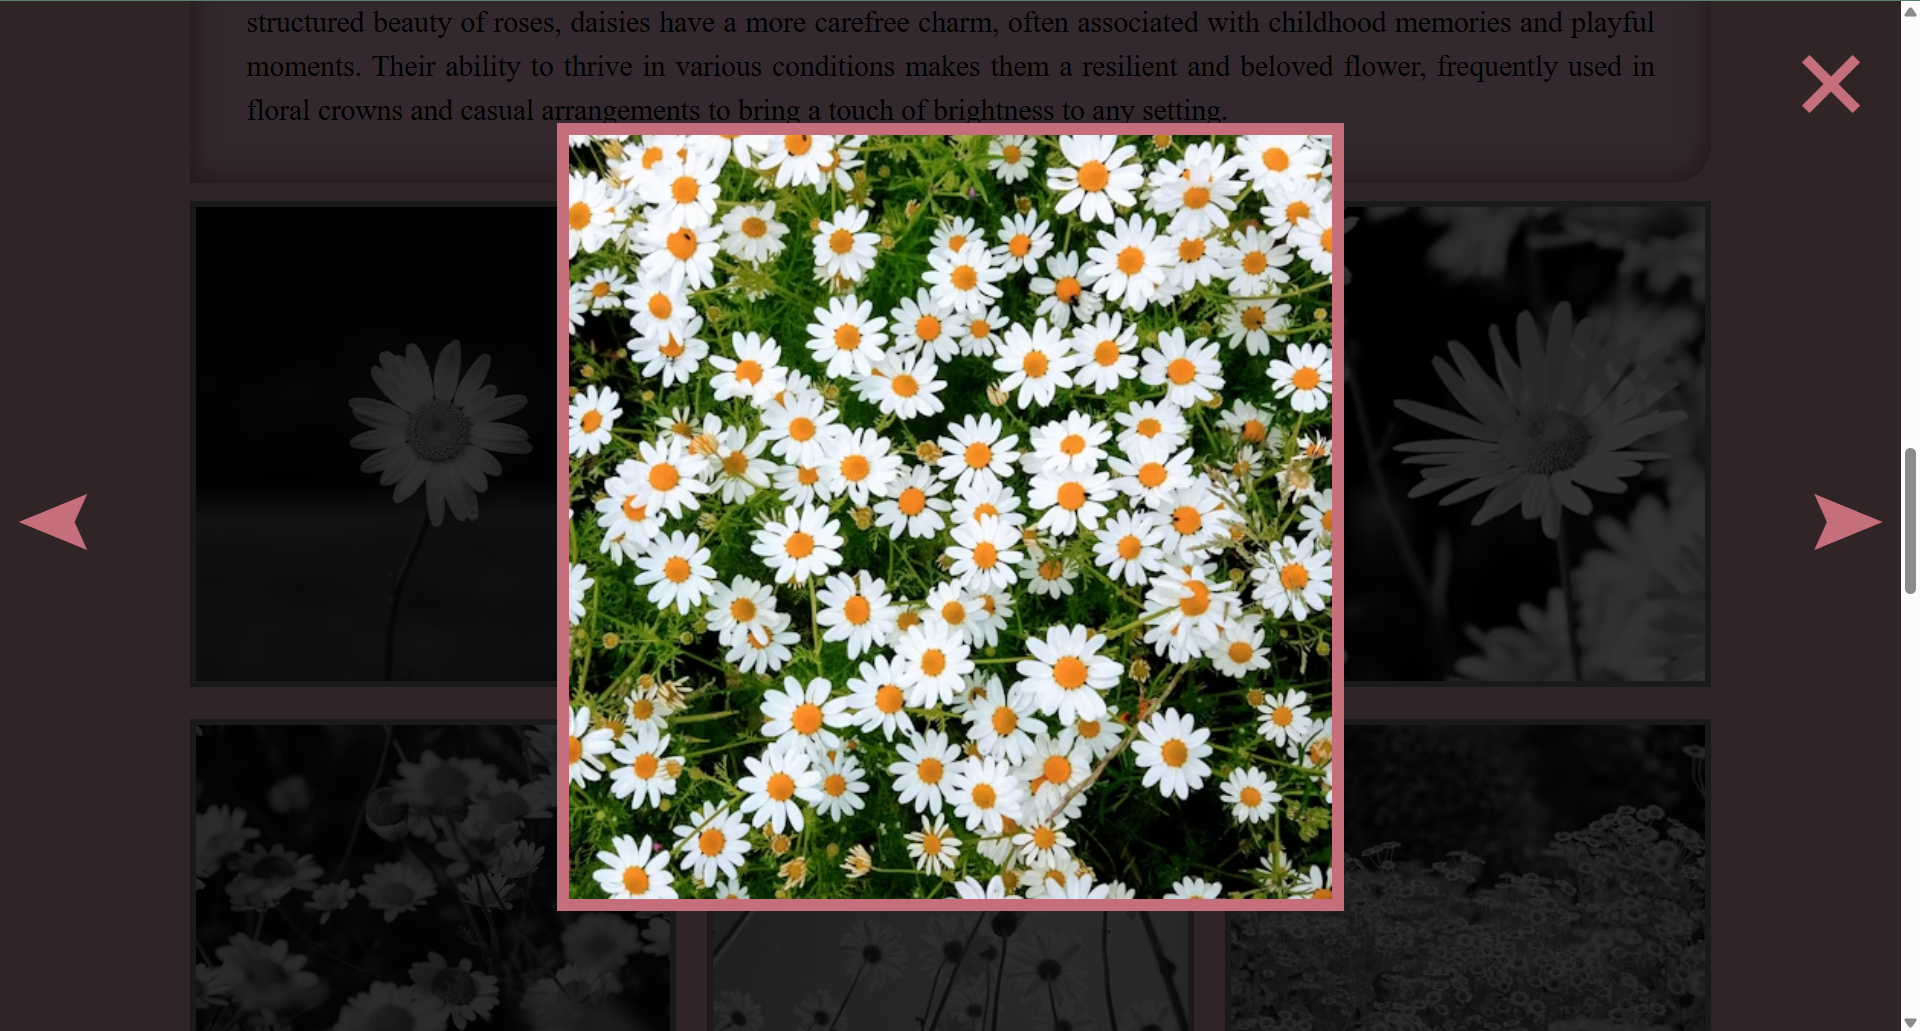 structured beauty of roses, daisies have a more carefree charm, often associated with childhood memories and playful
moments. Their ability to thrive in various conditions makes them a resilient and beloved flower, frequently used in
floral crowns and casual arrangements to bring a touch of brightness to any setting.